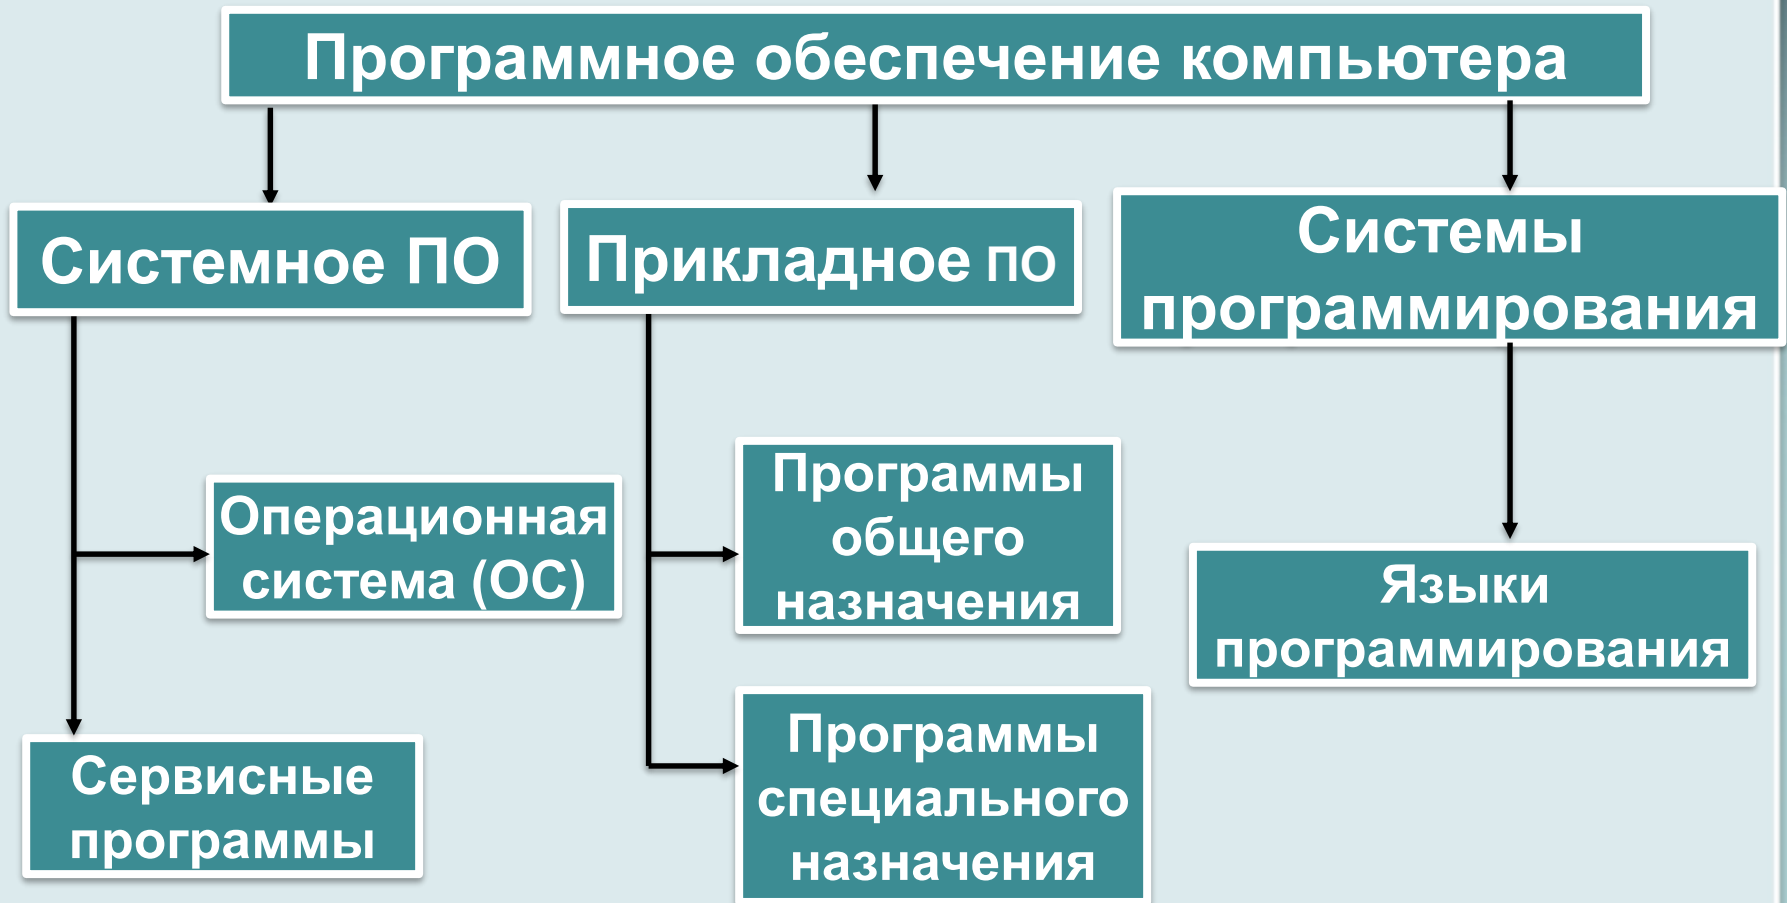 Программное обеспечение компьютера
Системное ПО
Прикладное ПО
Системы
программирования
Операционная
система (ОС)
Сервисные
программы
Программы
общего
назначения
Программы
специального
назначения
Языки
программирования